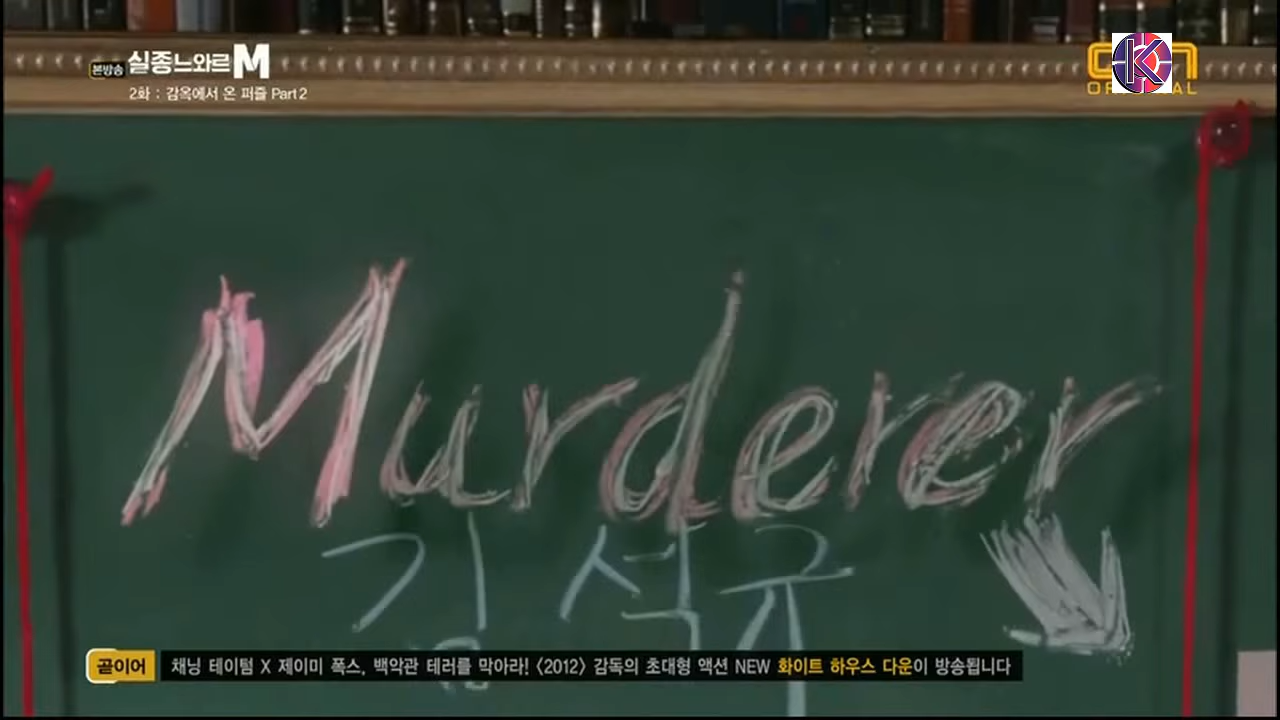 본방송 실종느와르 M
2화 : 감옥에서 온 퍼즐 Part 2
K
Murderer
김석규
곧이어 채닝 테이텀 X 제이미 폭스, 백악관 테러를 막아라! <2012> 감독의 초대형 액션 NEW 화이트 하우스 다운이 방송됩니다